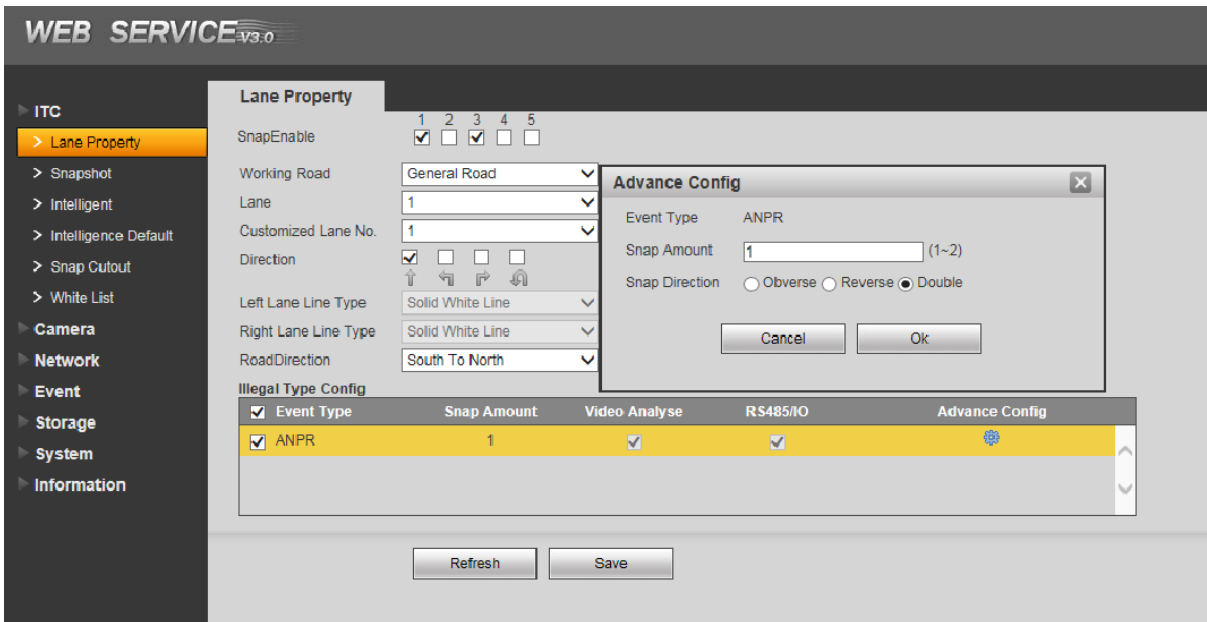 WEB SERVICE V3.0
ITC
Lane Property
Snapshot
Intelligent
Intelligence Default
Snap Cutout
White List
Camera
Network
Event
Storage
System
Information
Lane Property
1 2 3 4 5
SnapEnable
Working Road General Road
Lane 1
Customized Lane No. 1
Direction
Left Lane Line Type Solid White Line
Right Lane Line Type Solid White Line
RoadDirection South To North
Illegal Type Config
Event Type Snap Amount Video Analyse RS485/IO Advance Config
ANPR 1
Refresh Save
Advance Config
Event Type ANPR
Snap Amount 1 (1~2)
Snap Direction Obverse Reverse Double
Cancel Ok